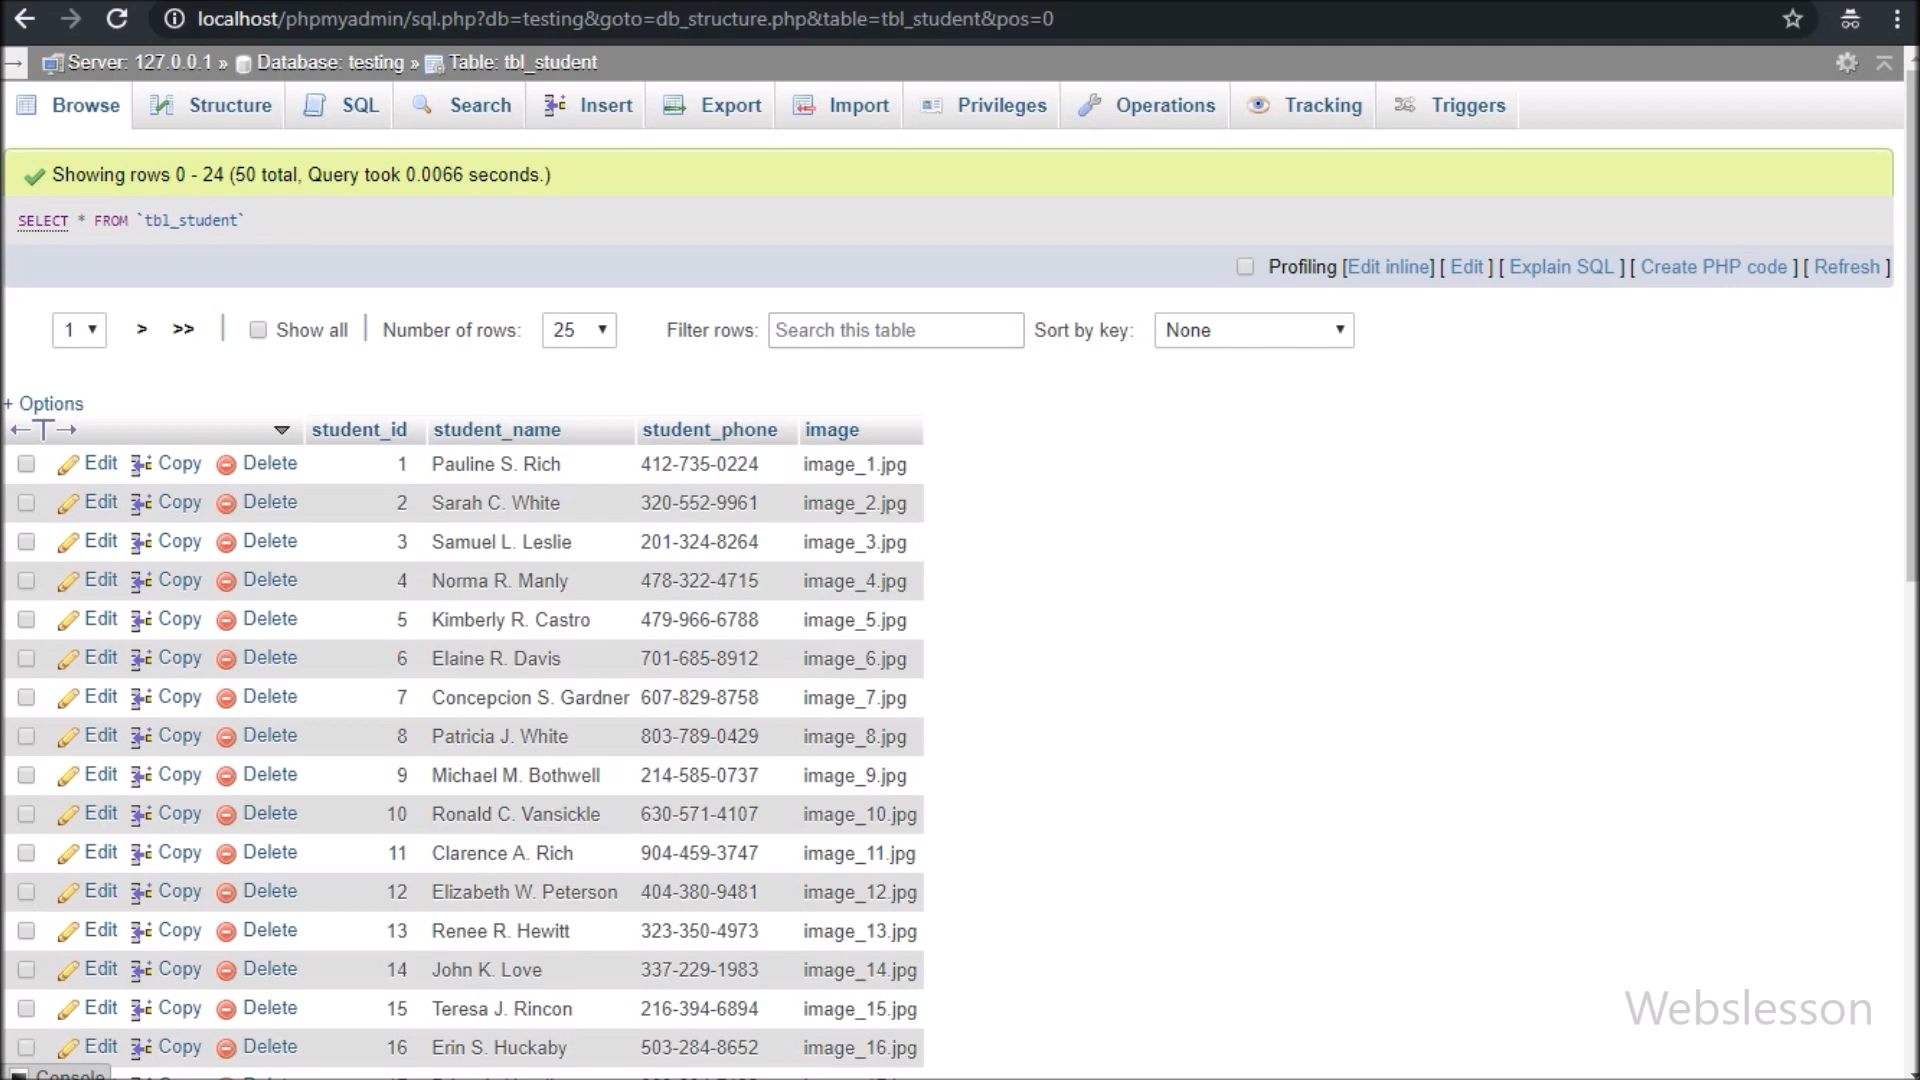 localhost/phpmyadmin/sql.php?db=testing&goto=db_structure.php&table=tbl_student&pos=0
Server: 127.0.0.1 » Database: testing » Table: tbl_student
Browse Structure SQL Search Insert Export Import Privileges Operations Tracking Triggers
Showing rows 0 - 24 (50 total, Query took 0.0066 seconds.)
SELECT * FROM `tbl_student`
Profiling [Edit inline] [ Edit ] [ Explain SQL ] [ Create PHP code ] [ Refresh ]
1 > >> Show all Number of rows: 25 Filter rows: Search this table Sort by key: None
+ Options
←T→ student_id student_name student_phone image
Edit Copy Delete 1 Pauline S. Rich 412-735-0224 image_1.jpg
Edit Copy Delete 2 Sarah C. White 320-552-9961 image_2.jpg
Edit Copy Delete 3 Samuel L. Leslie 201-324-8264 image_3.jpg
Edit Copy Delete 4 Norma R. Manly 478-322-4715 image_4.jpg
Edit Copy Delete 5 Kimberly R. Castro 479-966-6788 image_5.jpg
Edit Copy Delete 6 Elaine R. Davis 701-685-8912 image_6.jpg
Edit Copy Delete 7 Concepcion S. Gardner 607-829-8758 image_7.jpg
Edit Copy Delete 8 Patricia J. White 803-789-0429 image_8.jpg
Edit Copy Delete 9 Michael M. Bothwell 214-585-0737 image_9.jpg
Edit Copy Delete 10 Ronald C. Vansickle 630-571-4107 image_10.jpg
Edit Copy Delete 11 Clarence A. Rich 904-459-3747 image_11.jpg
Edit Copy Delete 12 Elizabeth W. Peterson 404-380-9481 image_12.jpg
Edit Copy Delete 13 Renee R. Hewitt 323-350-4973 image_13.jpg
Edit Copy Delete 14 John K. Love 337-229-1983 image_14.jpg
Edit Copy Delete 15 Teresa J. Rincon 216-394-6894 image_15.jpg
Edit Copy Delete 16 Erin S. Huckaby 503-284-8652 image_16.jpg
Webslesson
Console